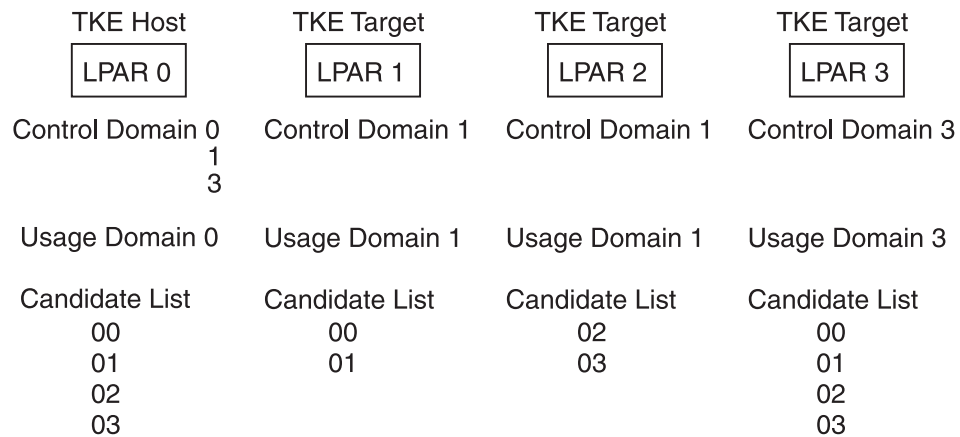 TKE Host TKE Target TKE Target TKE Target
LPAR 0 LPAR 1 LPAR 2 LPAR 3
Control Domain 0 Control Domain 1 Control Domain 1 Control Domain 3
1
3
Usage Domain 0 Usage Domain 1 Usage Domain 1 Usage Domain 3
Candidate List Candidate List Candidate List Candidate List
00 00 02 00
01 01 03 01
02 02
03 03